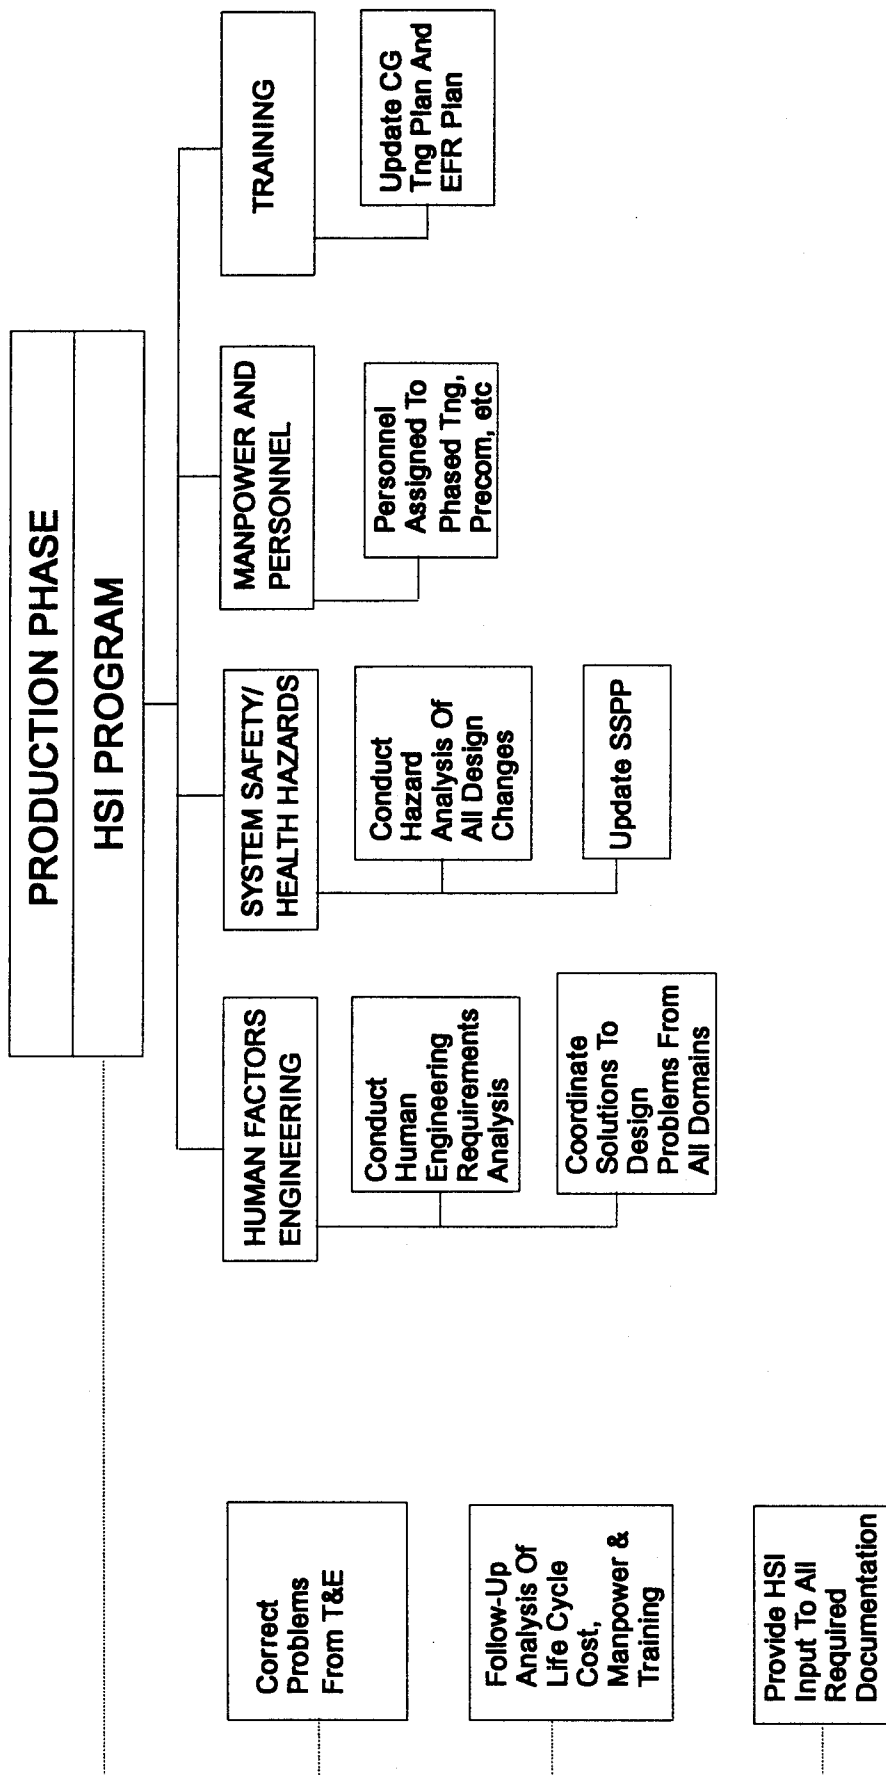 PRODUCTION PHASE
HSI PROGRAM
HUMAN FACTORS
ENGINEERING
SYSTEM SAFETY/
HEALTH HAZARDS
MANPOWER AND
PERSONNEL
TRAINING
Correct
Problems
From T&E
Conduct
Human
Engineering
Requirements
Analysis
Conduct
Hazard
Analysis Of
All Design
Changes
Personnel
Assigned To
Phased Tng,
Precom, etc
Update CG
Tng Plan And
EFR Plan
Follow-Up
Analysis Of
Life Cycle
Cost,
Manpower &
Training
Coordinate
Solutions To
Design
Problems From
All Domains
Update SSPP
Provide HSI
Input To All
Required
Documentation